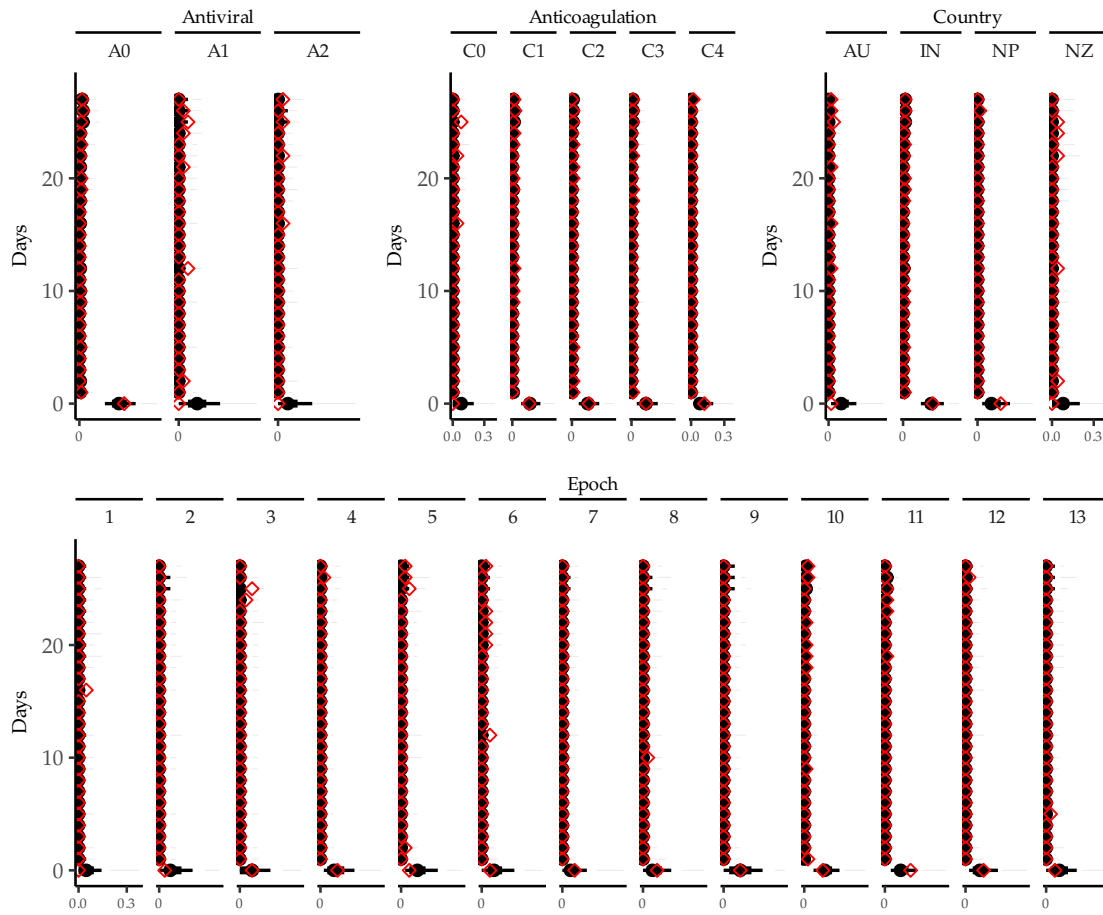 Antiviral Anticoagulation Country
A0 A1 A2 C0 C1 C2 C3 C4 AU IN NP NZ
Days Days Days
20 20 20
10 10 10
0 0 0
0 0 0 0.0 0.3 0 0 0 0.0 0.3 0 0 0 0.0 0.3
Epoch
1 2 3 4 5 6 7 8 9 10 11 12 13
Days
20
10
0
0.0 0.3 0 0 0 0 0 0 0 0 0 0 0 0